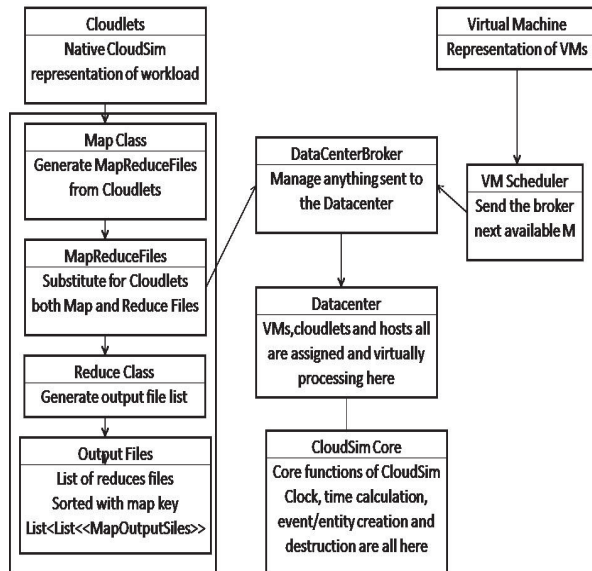 Cloudlets
Native CloudSim
representation of workload
Map Class
Generate MapReduceFiles
from Cloudlets
MapReduceFiles
Substitute for Cloudlets
both Map and Reduce Files
Reduce Class
Generate output file list
Output Files
List of reduces files
Sorted with map key
List<List<<MapOutputSiles>>
DataCenterBroker
Manage anything sent to
the Datacenter
Datacenter
VMs,cloudlets and hosts all
are assigned and virtually
processing here
CloudSim Core
Core functions of CloudSim
Clock, time calculation,
event/entity creation and
destruction are all here
Virtual Machine
Representation of VMs
VM Scheduler
Send the broker
next available M